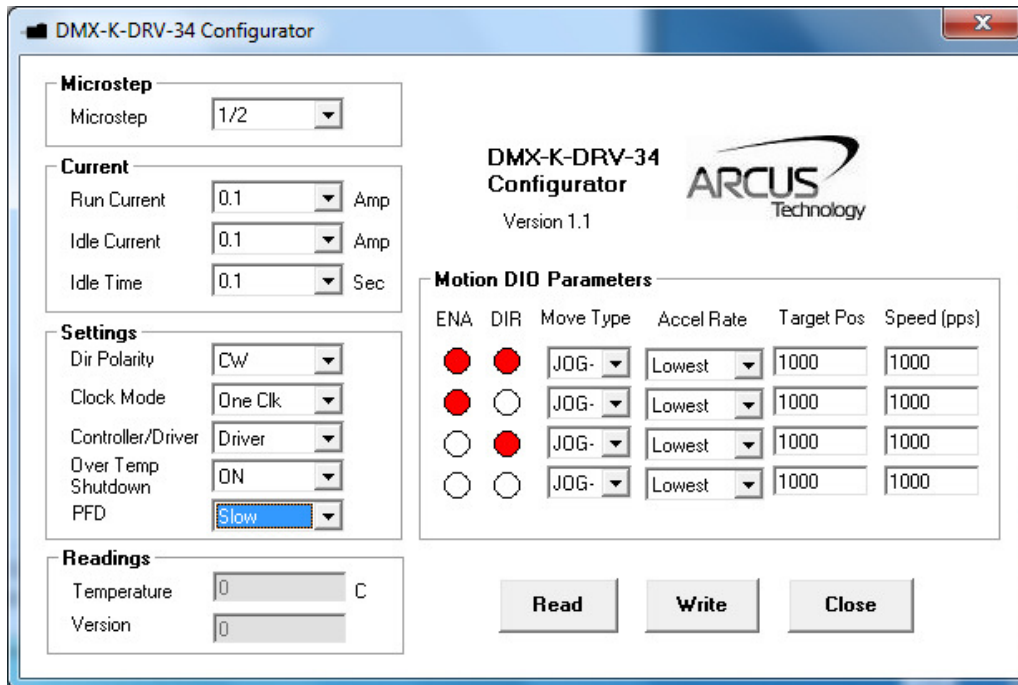 DMX-K-DRV-34 Configurator
X
Microstep
Microstep 1/2
Current
Run Current 0.1 Amp
Idle Current 0.1 Amp
Idle Time 0.1 Sec
Settings
Dir Polarity CW
Clock Mode One Clk
Controller/Driver Driver
Over Temp
Shutdown ON
PFD Slow
Readings
Temperature 0 C
Version 0
DMX-K-DRV-34
Configurator
Version 1.1
ARCUS
Technology
Motion DIO Parameters
ENA DIR Move Type Accel Rate Target Pos Speed (pps)
JOG- Lowest 1000 1000
JOG- Lowest 1000 1000
JOG- Lowest 1000 1000
JOG- Lowest 1000 1000
Read Write Close